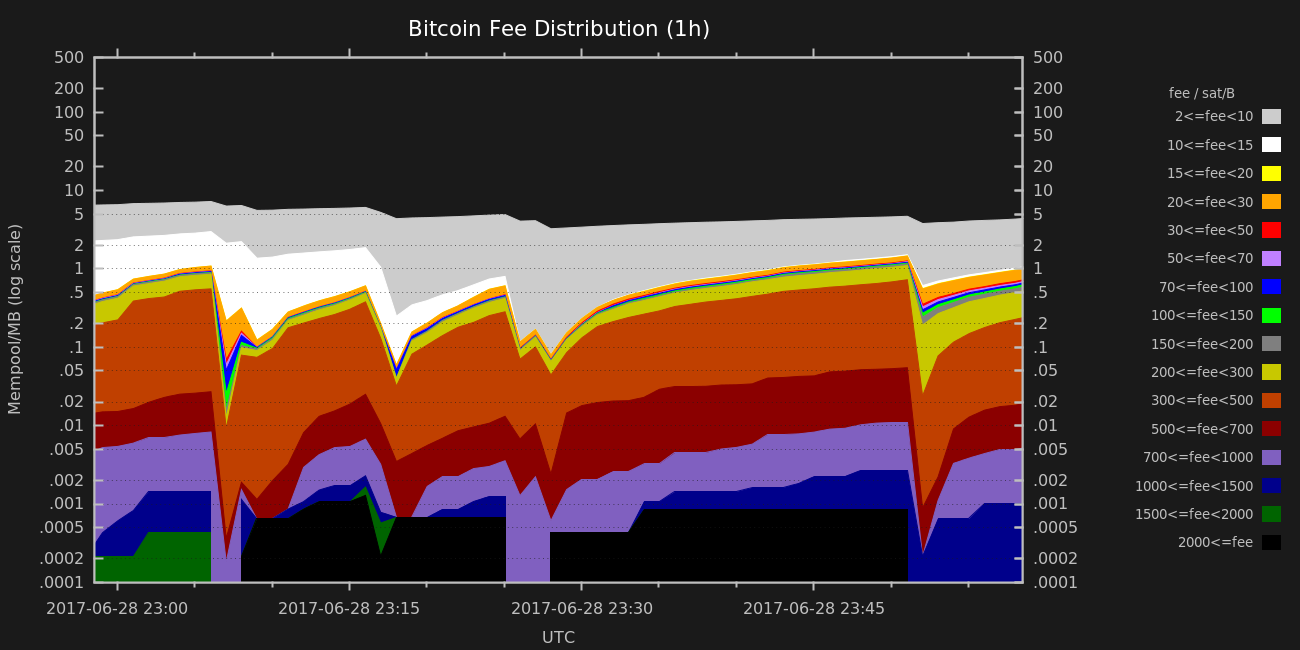 Bitcoin Fee Distribution (1h)
Mempool/MB (log scale)
500
200
100
50
20
10
5
2
1
.5
.2
.1
.05
.02
.01
.005
.002
.001
.0005
.0002
.0001
500
200
100
50
20
10
5
2
1
.5
.2
.1
.05
.02
.01
.005
.002
.001
.0005
.0002
.0001
2017-06-28 23:00
2017-06-28 23:15
2017-06-28 23:30
2017-06-28 23:45
UTC
fee / sat/B
2<=fee<10
10<=fee<15
15<=fee<20
20<=fee<30
30<=fee<50
50<=fee<70
70<=fee<100
100<=fee<150
150<=fee<200
200<=fee<300
300<=fee<500
500<=fee<700
700<=fee<1000
1000<=fee<1500
1500<=fee<2000
2000<=fee